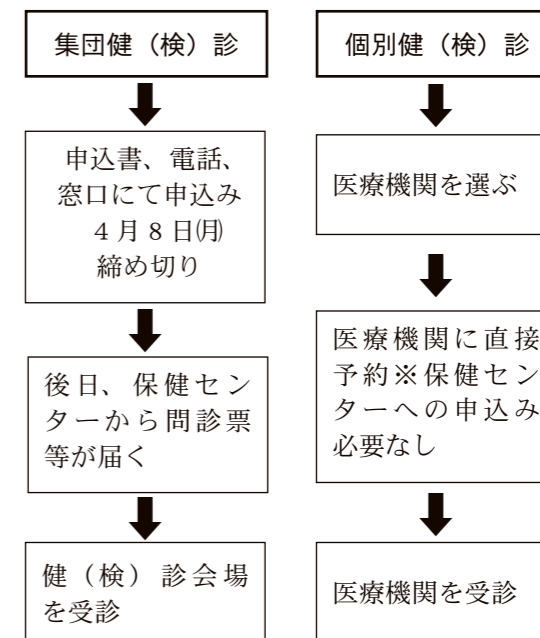 集団健（検）診
申込書、電話、
窓口にて申込み
４月８日㈪
締め切り
後日、保健セン
ターから問診票
等が届く
健（検）診会場
を受診
個別健（検）診
医療機関を選ぶ
医療機関に直接
予約※保健セン
ターへの申込み
必要なし
医療機関を受診